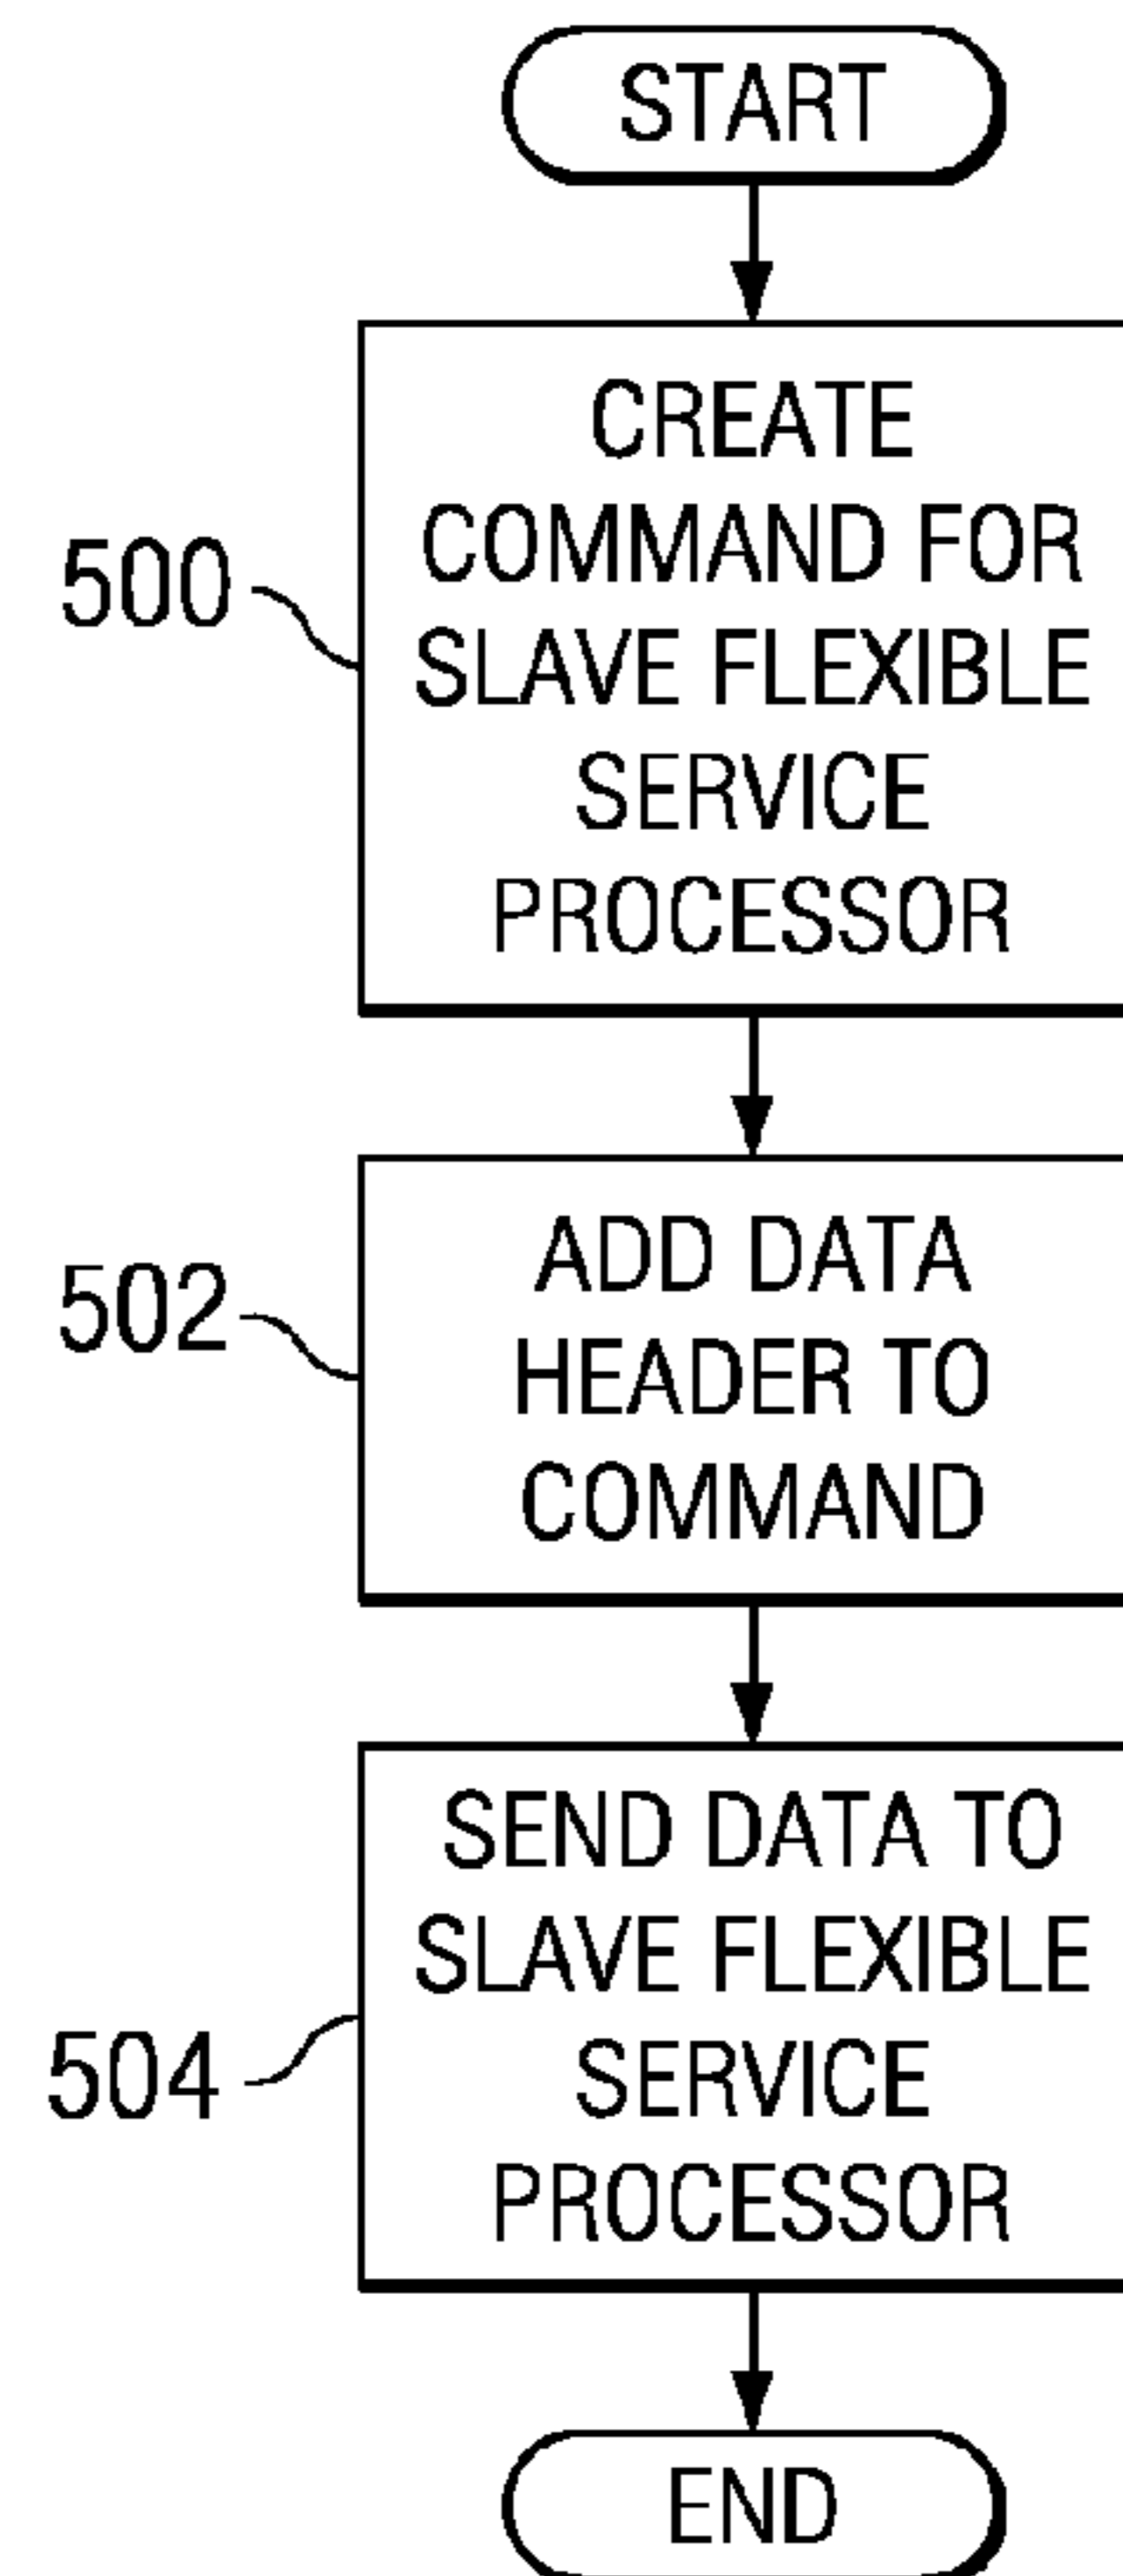 START
500
CREATE
COMMAND FOR
SLAVE FLEXIBLE
SERVICE
PROCESSOR
502
ADD DATA
HEADER TO
COMMAND
504
SEND DATA TO
SLAVE FLEXIBLE
SERVICE
PROCESSOR
END